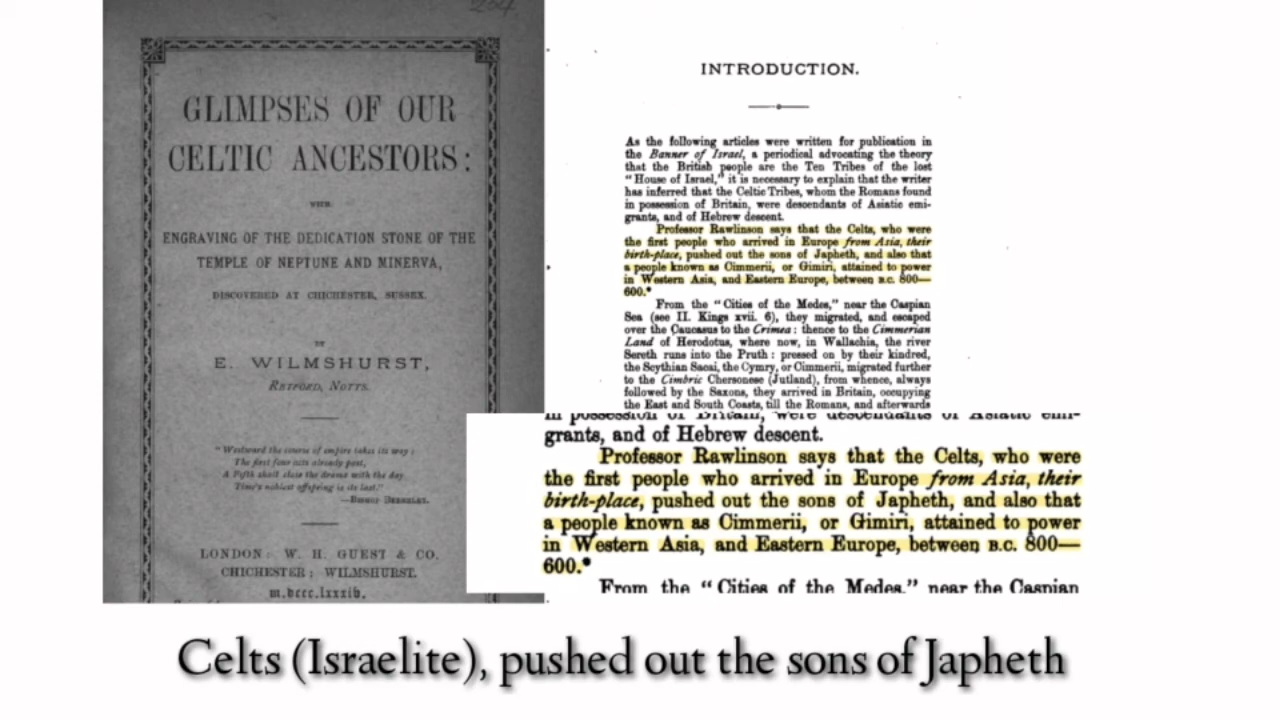 GLIMPSES OF OUR
CELTIC ANCESTORS:
WITH
ENGRAVING OF THE DEDICATION STONE OF THE
TEMPLE OF NEPTUNE AND MINERVA,
DISCOVERED AT CHICHESTER, SUSSEX.
BY
E. WILMSHURST,
RETFORD, NOTTS.
"Westward the course of empire takes its way;
The first four acts already past,
A Fifth shall close the drama with the day
Time's noblest offspring is its last."
—BISHOP BERKELEY.
LONDON: W. H. GUEST & CO.
CHICHESTER; WILMSHURST.
m.dccc.lxxxib.
INTRODUCTION.
As the following articles were written for publication in
the Banner of Israel, a periodical advocating the theory
that the British people are the Ten Tribes of the lost
"House of Israel," it is necessary to explain that the writer
has inferred that the Celtic Tribes, whom the Romans found
in possession of Britain, were descendants of Asiatic emi-
grants, and of Hebrew descent.
Professor Rawlinson says that the Celts, who were
the first people who arrived in Europe from Asia, their
birth-place, pushed out the sons of Japheth, and also that
a people known as Cimmerii, or Gimiri, attained to power
in Western Asia, and Eastern Europe, between B.C. 800—
600.*
From the "Cities of the Medes," near the Caspian
Sea (see II. Kings xvii. 6), they migrated, and escaped
over the Caucasus to the Crimea: thence to the Cimmerian
Land of Herodotus, where now, in Wallachia, the river
Sereth runs into the Pruth: pressed on by their kindred,
the Scythian Sacai, the Cymry, or Cimmerii, migrated further
to the Cimbric Chersonese (Jutland), from whence, always
followed by the Saxons, they arrived in Britain, occupying
the East and South Coasts, till the Romans, and afterwards
in possession of Britain, were descendants of Asiatic emi-
grants, and of Hebrew descent.
Professor Rawlinson says that the Celts, who were
the first people who arrived in Europe from Asia, their
birth-place, pushed out the sons of Japheth, and also that
a people known as Cimmerii, or Gimiri, attained to power
in Western Asia, and Eastern Europe, between B.C. 800—
600.*
From the "Cities of the Medes," near the Caspian
Celts (Israelite), pushed out the sons of Japheth